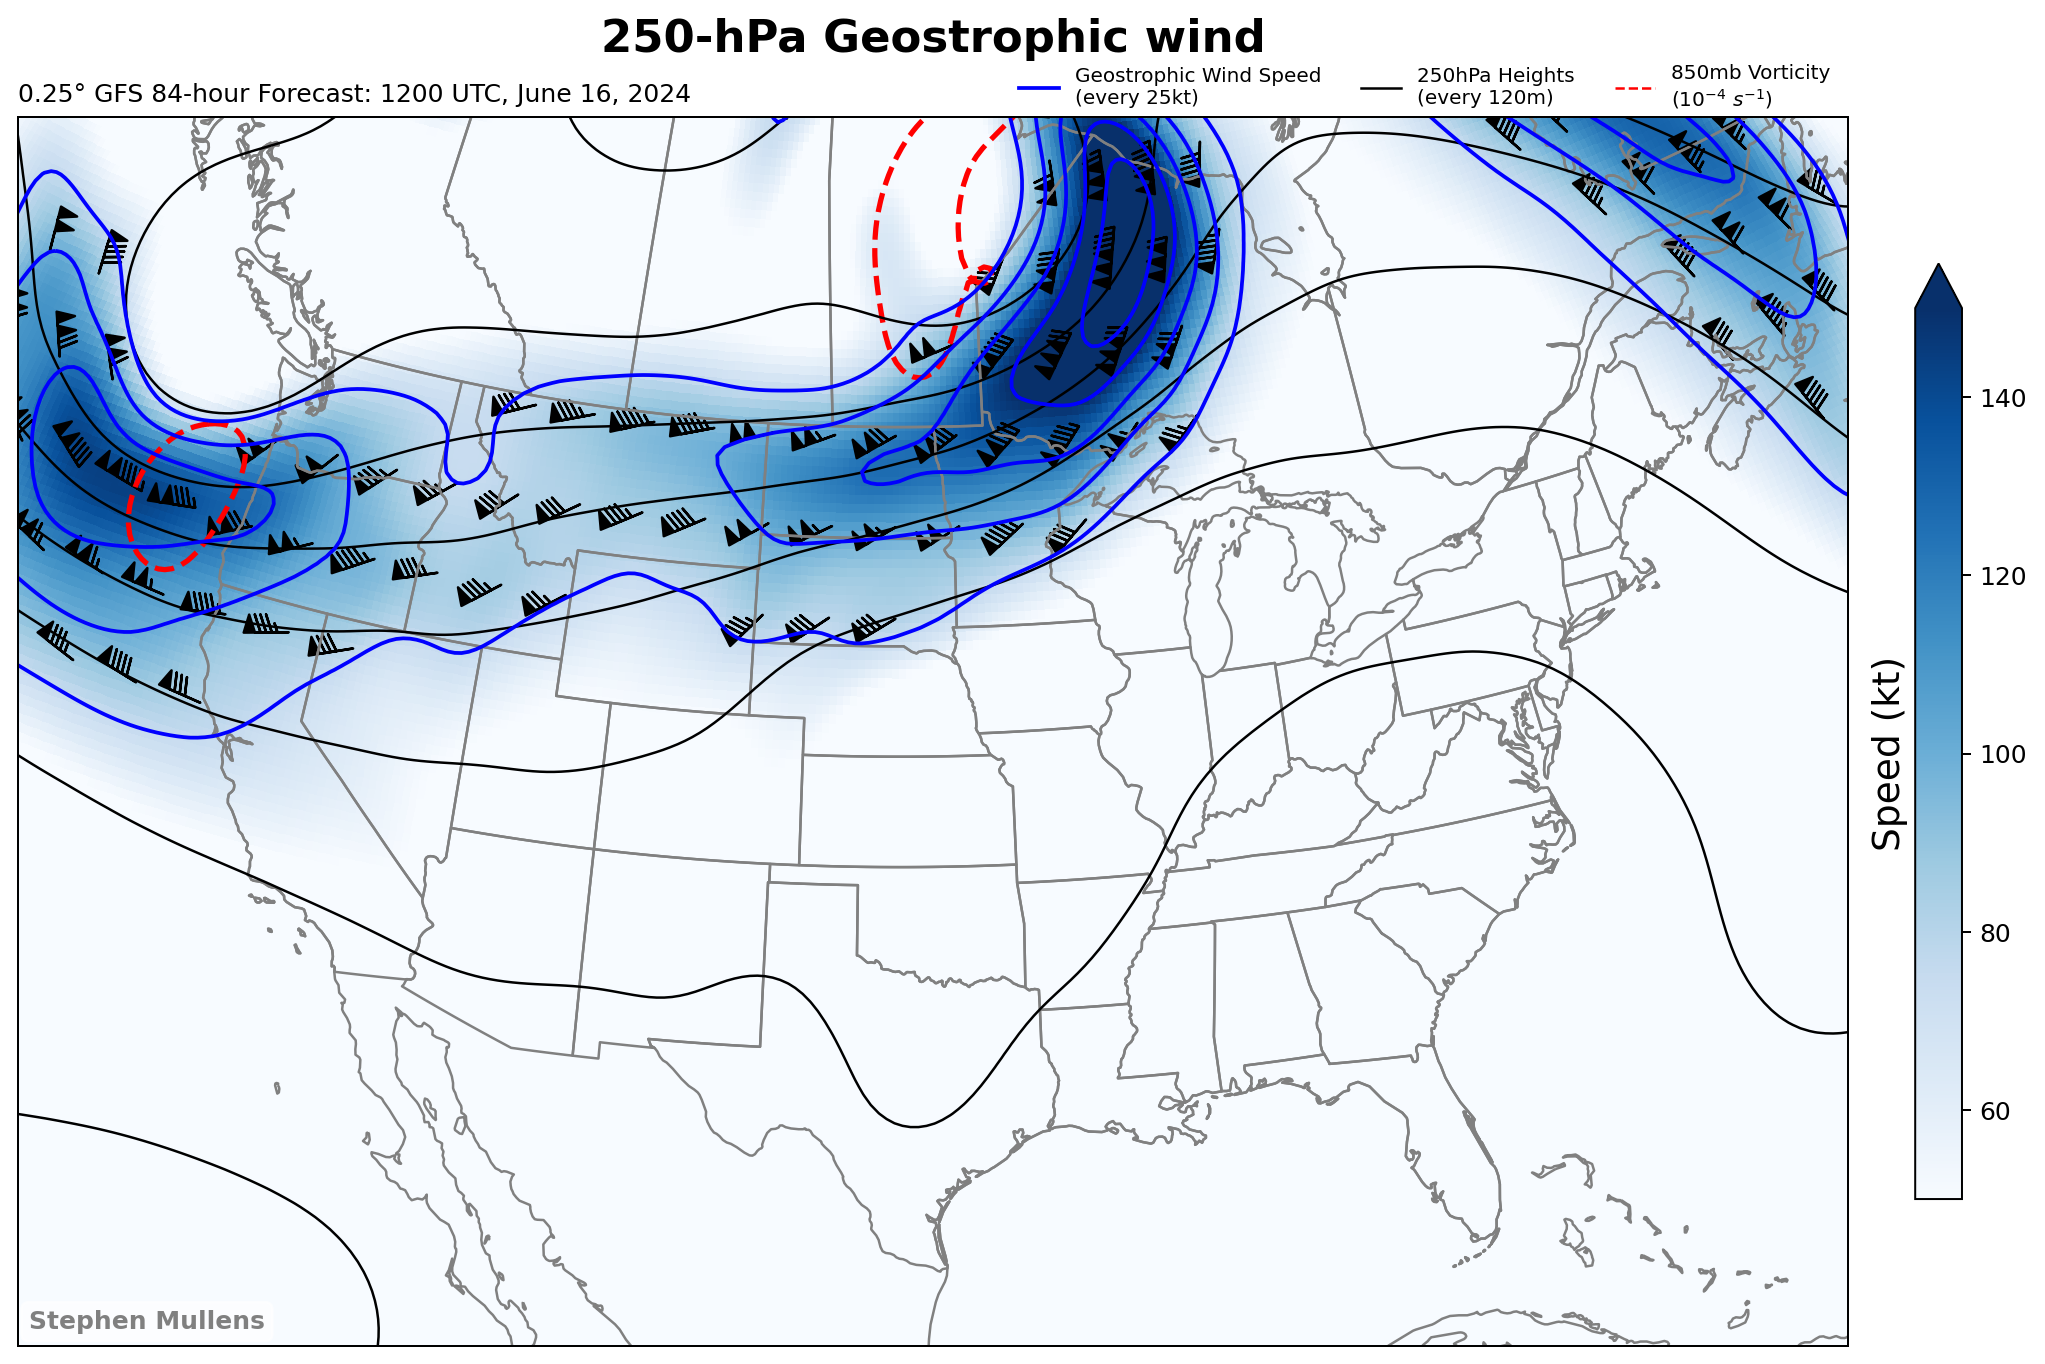 250-hPa Geostrophic wind
0.25° GFS 84-hour Forecast: 1200 UTC, June 16, 2024
Geostrophic Wind Speed
(every 25kt)
250hPa Heights
(every 120m)
850mb Vorticity
(10⁻⁴ s⁻¹)
140
120
100
80
60
Speed (kt)
Stephen Mullens